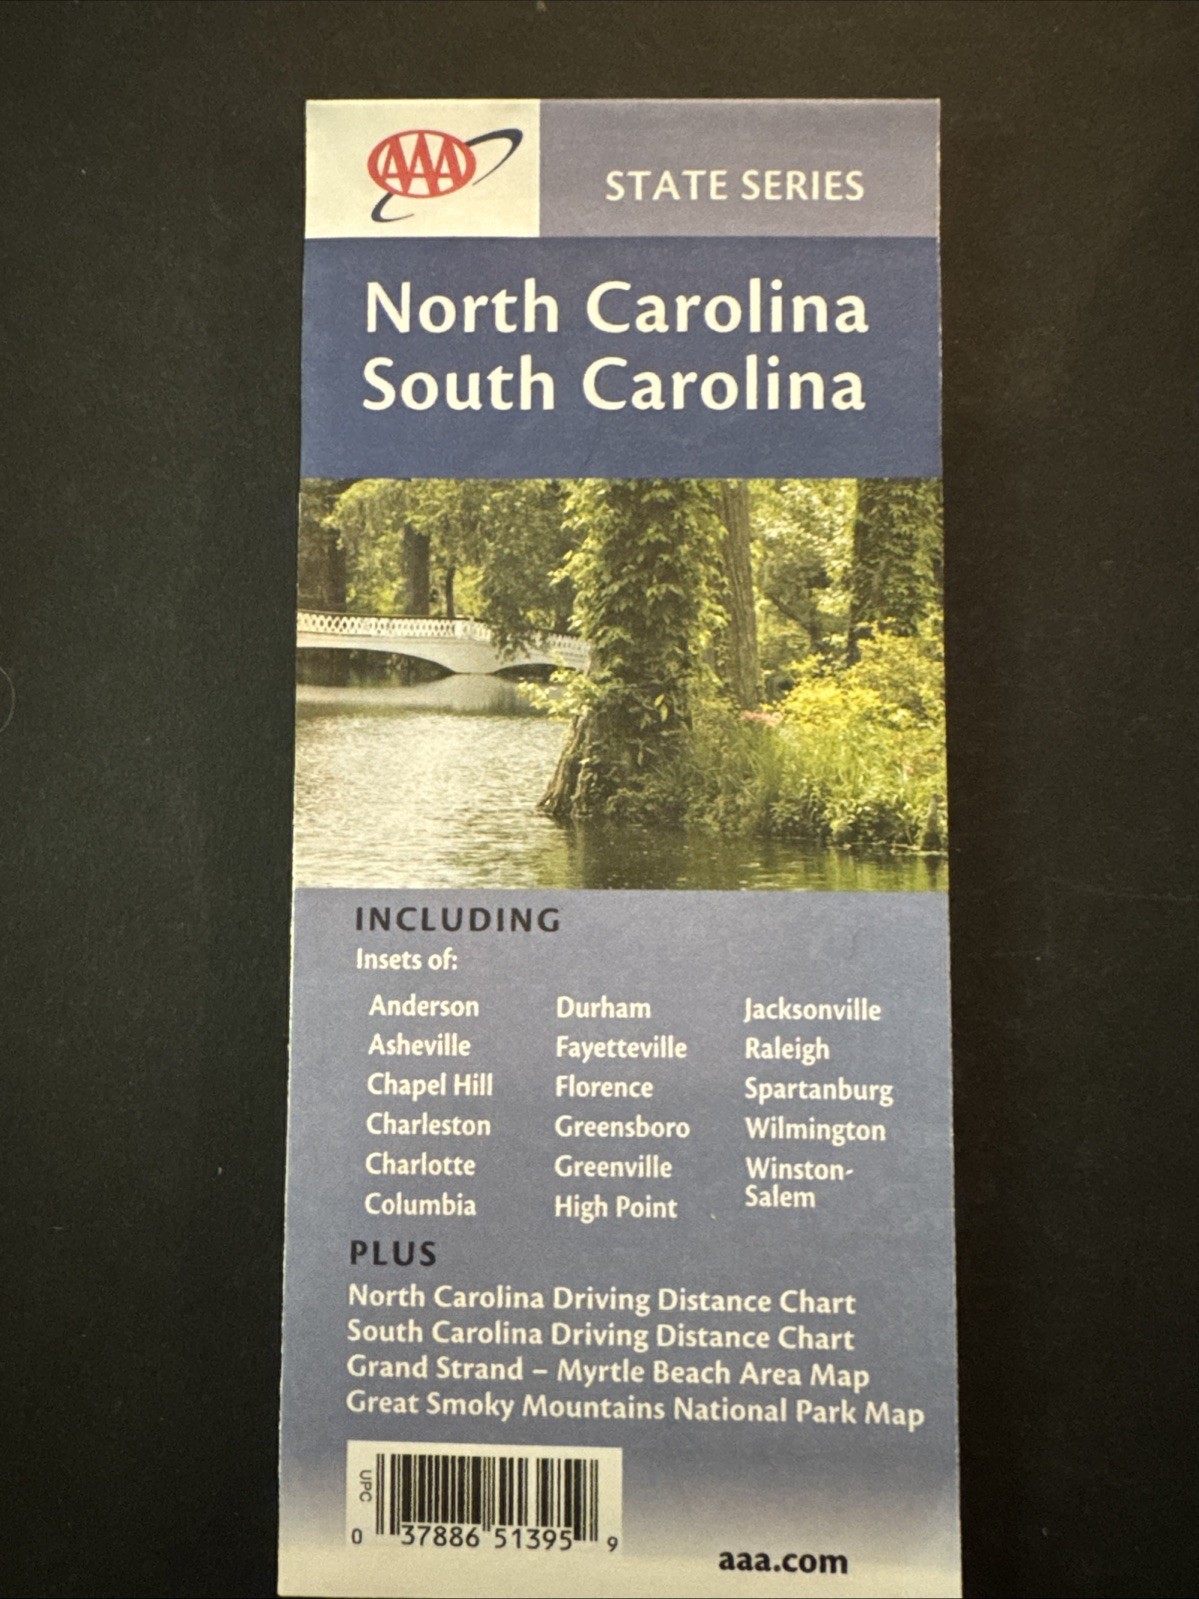 AAA
STATE SERIES
North Carolina
South Carolina
INCLUDING
Insets of:
Anderson
Asheville
Chapel Hill
Charleston
Charlotte
Columbia
Durham
Fayetteville
Florence
Greensboro
Greenville
High Point
Jacksonville
Raleigh
Spartanburg
Wilmington
Winston-
Salem
PLUS
North Carolina Driving Distance Chart
South Carolina Driving Distance Chart
Grand Strand – Myrtle Beach Area Map
Great Smoky Mountains National Park Map
UPC
0 37886 51395 9
aaa.com